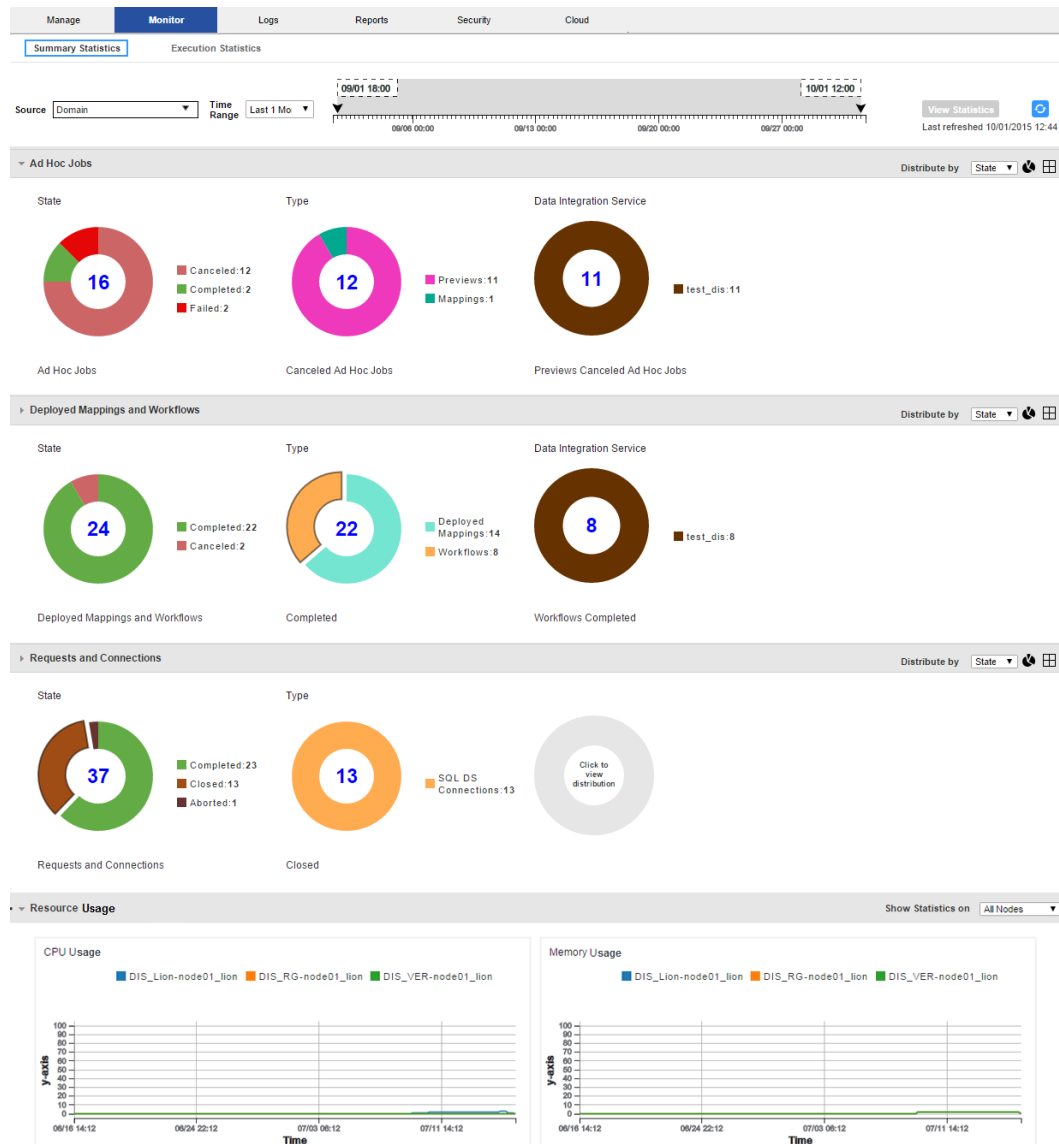 Manage Monitor Logs Reports Security Cloud
Summary Statistics Execution Statistics
09/01 18:00 10/01 12:00
Source Domain Time Range Last 1 Mo View Statistics
09/06 00:00 09/13 00:00 09/20 00:00 09/27 00:00 Last refreshed 10/01/2015 12:44
Ad Hoc Jobs Distribute by State
State Type Data Integration Service
16 Canceled:12
Completed:2
Failed:2
12 Previews:11
Mappings:1
11 test_dis:11
Ad Hoc Jobs Canceled Ad Hoc Jobs Previews Canceled Ad Hoc Jobs
Deployed Mappings and Workflows Distribute by State
State Type Data Integration Service
24 Completed:22
Canceled:2
22 Deployed
Mappings:14
Workflows:8
8 test_dis:8
Deployed Mappings and Workflows Completed Workflows Completed
Requests and Connections Distribute by State
State Type
37 Completed:23
Closed:13
Aborted:1
13 SQL DS
Connections:13
Click to
view
distribution
Requests and Connections Closed
Resource Usage Show Statistics on All Nodes
CPU Usage
DIS_Lion-node01_lion DIS_RG-node01_lion DIS_VER-node01_lion
100
90
80
70
60
50
40
30
20
10
0
y-axis
06/16 14:12 06/24 22:12 07/03 06:12 07/11 14:12
Time
Memory Usage
DIS_Lion-node01_lion DIS_RG-node01_lion DIS_VER-node01_lion
100
90
80
70
60
50
40
30
20
10
0
y-axis
06/16 14:12 06/24 22:12 07/03 06:12 07/11 14:12
Time